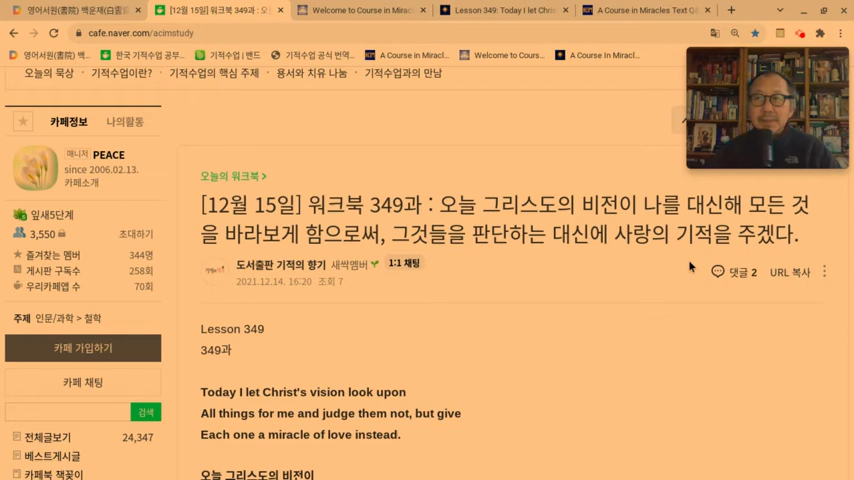 영어서원(書院) 백운재(白雲齋
[12월 15일] 워크북 349과 : 오
Welcome to Course in Mirac
Lesson 349: Today I let Christ
A Course in Miracles Text Q&
cafe.naver.com/acimstudy
영어서원(書院) 백...
한국 기적수업 공부...
기적수업 | 밴드
기적수업 공식 번역...
A Course in Miracl...
Welcome to Cours...
A Course In Miracl...
오늘의 묵상 · 기적수업이란? · 기적수업의 핵심 주제 · 용서와 치유 나눔 · 기적수업과의 만남
카페정보
나의활동
매니저 PEACE
since 2006.02.13.
카페소개
잎새5단계
3,550
초대하기
즐겨찾는 멤버 344명
게시판 구독수 258회
우리카페앱 수 70회
주제 인문/과학 > 철학
카페 가입하기
카페 채팅
검색
전체글보기 24,347
베스트게시글
카페북 책꽂이
오늘의 워크북 >
[12월 15일] 워크북 349과 : 오늘 그리스도의 비전이 나를 대신해 모든 것
을 바라보게 함으로써, 그것들을 판단하는 대신에 사랑의 기적을 주겠다.
도서출판 기적의 향기 새싹멤버 1:1 채팅
2021.12.14. 16:20 조회 7
댓글 2 URL 복사
Lesson 349
349과
Today I let Christ's vision look upon
All things for me and judge them not, but give
Each one a miracle of love instead.
오늘 그리스도의 비전이